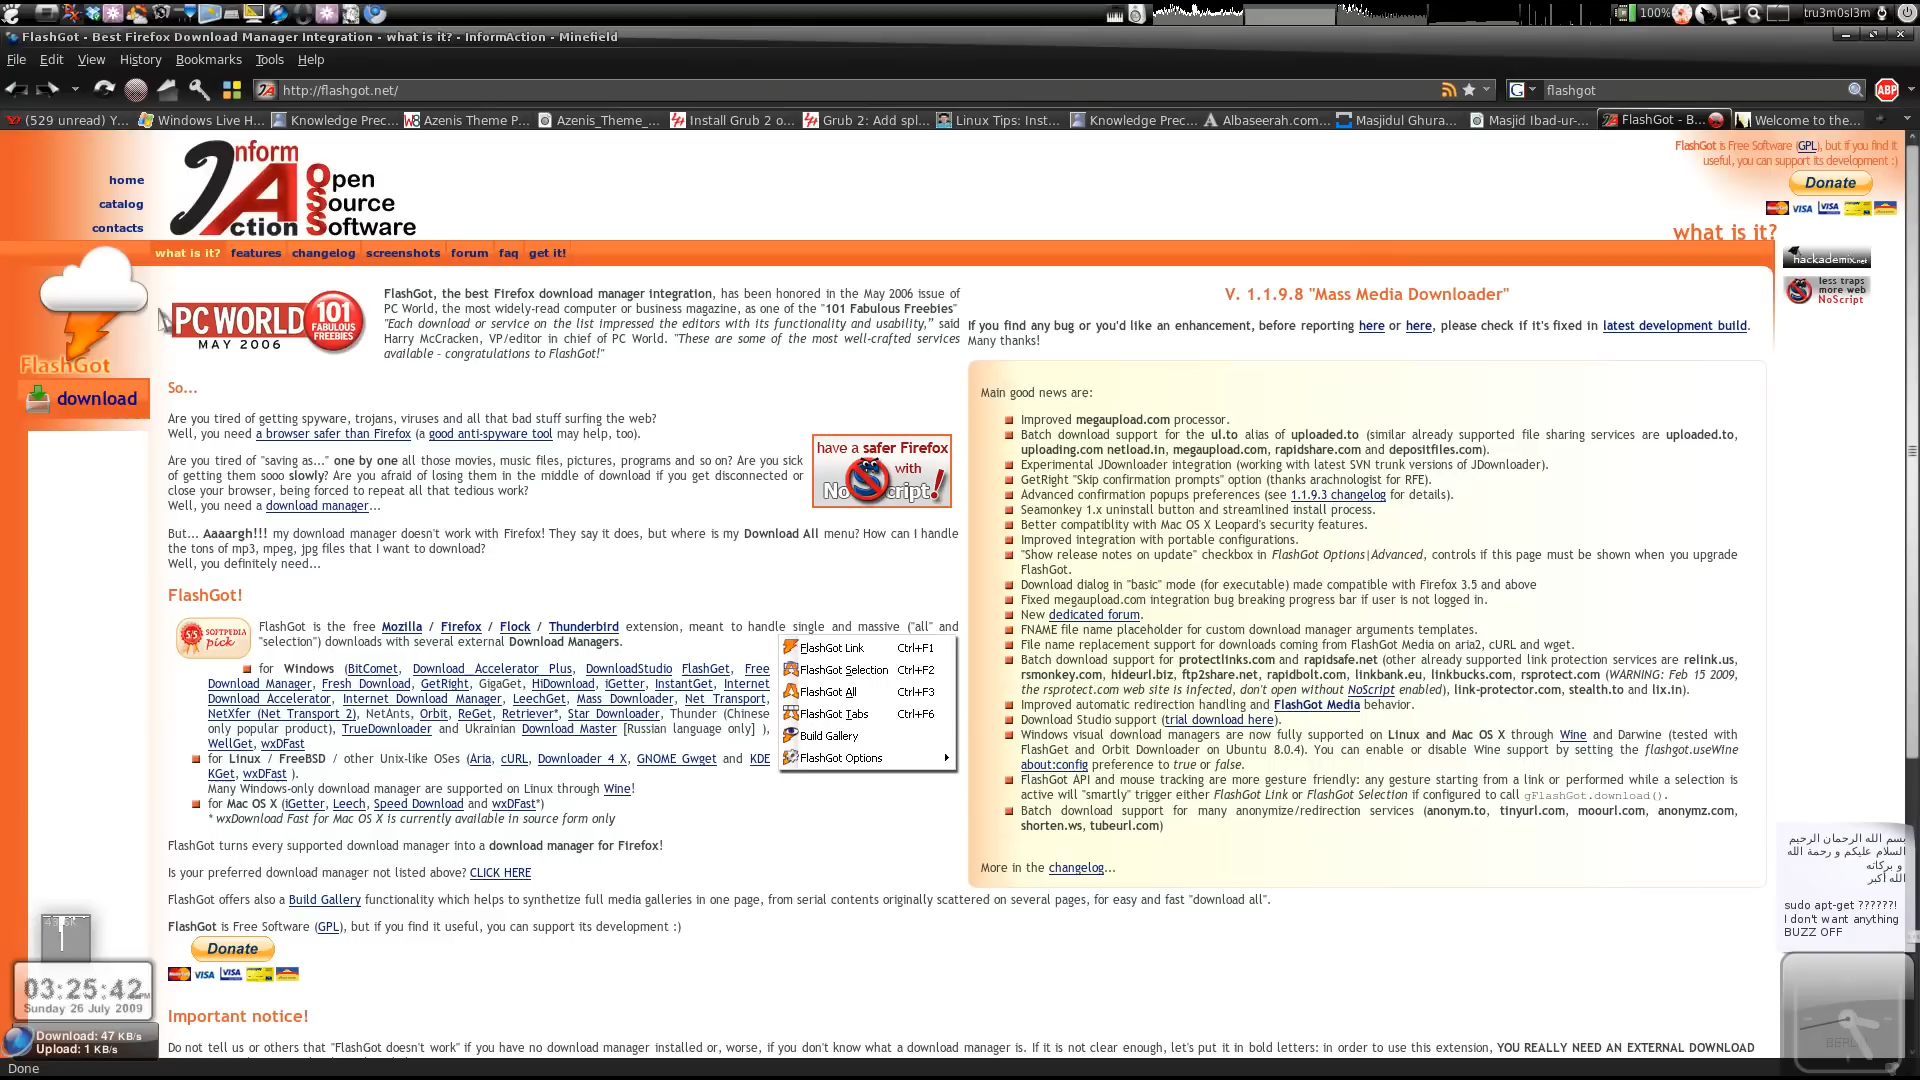 100%
tru3m0sl3m
FlashGot - Best Firefox Download Manager Integration - what is it? - InformAction - Minefield
File Edit View History Bookmarks Tools Help
http://flashgot.net/
flashgot
ABP
(529 unread) Y...
Windows Live H...
Knowledge Prec...
Azenis Theme P...
Azenis_Theme_...
Install Grub 2 o...
Grub 2: Add spl...
Linux Tips: Inst...
Knowledge Prec...
Albaseerah.com...
Masjidul Ghura...
Masjid Ibad-ur-...
FlashGot - B...
Welcome to the...
home
catalog
contacts
Inform
Action
Open
Source
Software
FlashGot is Free Software (GPL), but if you find it
useful, you can support its development :)
Donate
VISA VISA
what is it?
what is it? features changelog screenshots forum faq get it!
hackademix.net
less traps
more web
NoScript
FlashGot
download
PC WORLD
MAY 2006
101
FABULOUS
FREEBIES
FlashGot, the best Firefox download manager integration, has been honored in the May 2006 issue of
PC World, the most widely-read computer or business magazine, as one of the "101 Fabulous Freebies"
"Each download or service on the list impressed the editors with its functionality and usability,” said
Harry McCracken, VP/editor in chief of PC World. "These are some of the most well-crafted services
available – congratulations to FlashGot!"
So...
Are you tired of getting spyware, trojans, viruses and all that bad stuff surfing the web?
Well, you need a browser safer than Firefox (a good anti-spyware tool may help, too).
Are you tired of "saving as..." one by one all those movies, music files, pictures, programs and so on? Are you sick
of getting them sooo slowly? Are you afraid of losing them in the middle of download if you get disconnected or
close your browser, being forced to repeat all that tedious work?
Well, you need a download manager...
have a safer Firefox
with
NoScript!
But... Aaaargh!!! my download manager doesn't work with Firefox! They say it does, but where is my Download All menu? How can I handle
the tons of mp3, mpeg, jpg files that I want to download?
Well, you definitely need...
FlashGot!
5/5 SOFTPEDIA
pick
FlashGot is the free Mozilla / Firefox / Flock / Thunderbird extension, meant to handle single and massive ("all" and
"selection") downloads with several external Download Managers.
for Windows (BitComet, Download Accelerator Plus, DownloadStudio FlashGet, Free
Download Manager, Fresh Download, GetRight, GigaGet, HiDownload, iGetter, InstantGet, Internet
Download Accelerator, Internet Download Manager, LeechGet, Mass Downloader, Net Transport,
NetXfer (Net Transport 2), NetAnts, Orbit, ReGet, Retriever*, Star Downloader, Thunder (Chinese
only popular product), TrueDownloader and Ukrainian Download Master [Russian language only] ),
WellGet, wxDFast
for Linux / FreeBSD / other Unix-like OSes (Aria, cURL, Downloader 4 X, GNOME Gwget and KDE
KGet, wxDFast ).
Many Windows-only download manager are supported on Linux through Wine!
for Mac OS X (iGetter, Leech, Speed Download and wxDFast*)
* wxDownload Fast for Mac OS X is currently available in source form only
FlashGot Link Ctrl+F1
FlashGot Selection Ctrl+F2
FlashGot All Ctrl+F3
FlashGot Tabs Ctrl+F6
Build Gallery
FlashGot Options
FlashGot turns every supported download manager into a download manager for Firefox!
Is your preferred download manager not listed above? CLICK HERE
FlashGot offers also a Build Gallery functionality which helps to synthetize full media galleries in one page, from serial contents originally scattered on several pages, for easy and fast "download all".
FlashGot is Free Software (GPL), but if you find it useful, you can support its development :)
Donate
VISA VISA
Important notice!
Do not tell us or others that "FlashGot doesn't work" if you have no download manager installed or, worse, if you don't know what a download manager is. If it is not clear enough, let's put it in bold letters: in order to use this extension, YOU REALLY NEED AN EXTERNAL DOWNLOAD
V. 1.1.9.8 "Mass Media Downloader"
If you find any bug or you'd like an enhancement, before reporting here or here, please check if it's fixed in latest development build.
Many thanks!
Main good news are:
Improved megaupload.com processor.
Batch download support for the ul.to alias of uploaded.to (similar already supported file sharing services are uploaded.to,
uploading.com netload.in, megaupload.com, rapidshare.com and depositfiles.com).
Experimental JDownloader integration (working with latest SVN trunk versions of JDownloader).
GetRight "Skip confirmation prompts" option (thanks arachnologist for RFE).
Advanced confirmation popups preferences (see 1.1.9.3 changelog for details).
Seamonkey 1.x uninstall button and streamlined install process.
Better compatiblity with Mac OS X Leopard's security features.
Improved integration with portable configurations.
"Show release notes on update" checkbox in FlashGot Options|Advanced, controls if this page must be shown when you upgrade
FlashGot.
Download dialog in "basic" mode (for executable) made compatible with Firefox 3.5 and above
Fixed megaupload.com integration bug breaking progress bar if user is not logged in.
New dedicated forum.
FNAME file name placeholder for custom download manager arguments templates.
File name replacement support for downloads coming from FlashGot Media on aria2, cURL and wget.
Batch download support for protectlinks.com and rapidsafe.net (other already supported link protection services are relink.us,
rsmonkey.com, hideurl.biz, ftp2share.net, rapidbolt.com, linkbank.eu, linkbucks.com, rsprotect.com (WARNING: Feb 15 2009,
the rsprotect.com web site is infected, don't open without NoScript enabled), link-protector.com, stealth.to and lix.in).
Improved automatic redirection handling and FlashGot Media behavior.
Download Studio support (trial download here).
Windows visual download managers are now fully supported on Linux and Mac OS X through Wine and Darwine (tested with
FlashGet and Orbit Downloader on Ubuntu 8.0.4). You can enable or disable Wine support by setting the flashgot.useWine
about:config preference to true or false.
FlashGot API and mouse tracking are more gesture friendly: any gesture starting from a link or performed while a selection is
active will "smartly" trigger either FlashGot Link or FlashGot Selection if configured to call gFlashGot.download().
Batch download support for many anonymize/redirection services (anonym.to, tinyurl.com, moourl.com, anonymz.com,
shorten.ws, tubeurl.com)
More in the changelog...
بسم الله الرحمان الرحيم
السلام عليكم و رحمة الله
و بركاته
الله أكبر
sudo apt-get ??????!
I don't want anything
BUZZ OFF
03:25:42 PM
Sunday 26 July 2009
Download: 47 KB/s
Upload: 1 KB/s
BERLIN
Done